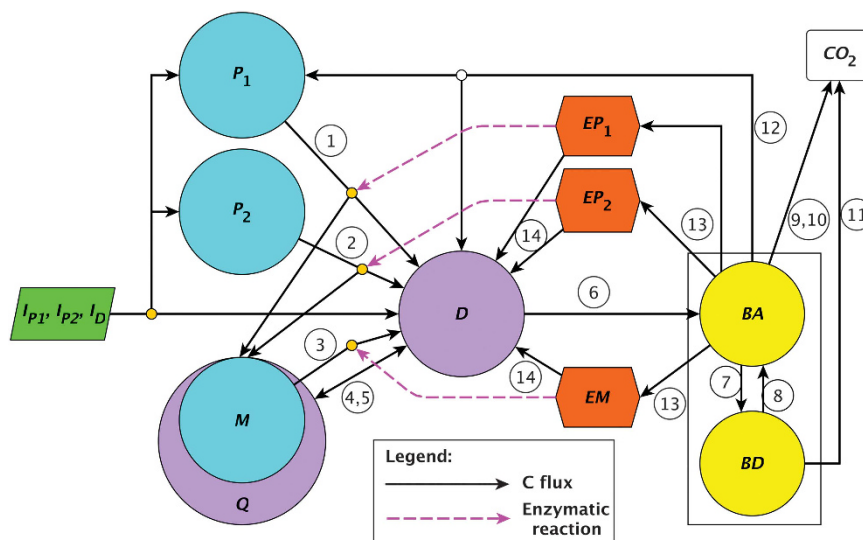 P1
CO2
1
EP1
12
P2
EP2
2
13
9,10
11
14
IP1, IP2, ID
D
6
BA
3
14
7
8
4,5
EM
13
M
BD
Q
Legend:
C flux
Enzymatic
reaction